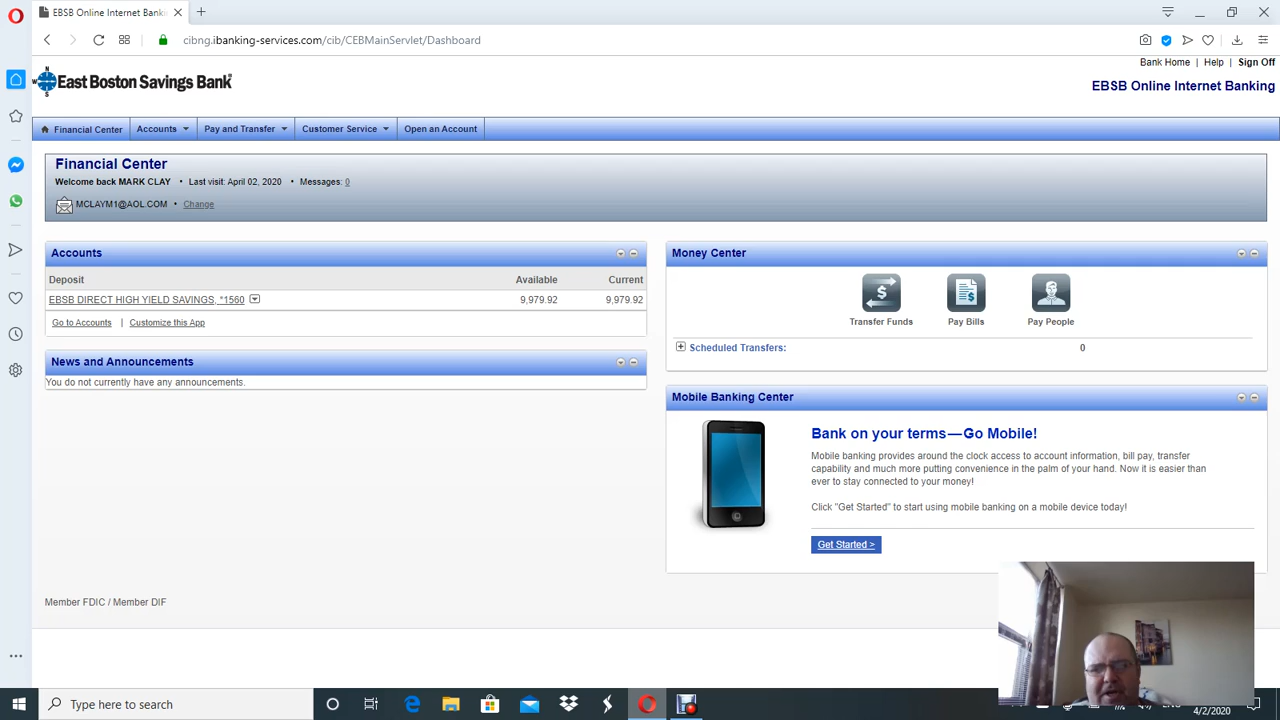 EBSB Online Internet Banki
cibng.ibanking-services.com/cib/CEBMainServlet/Dashboard
Bank Home | Help | Sign Off
N
W
S
East Boston Savings Bank
EBSB Online Internet Banking
Financial Center Accounts Pay and Transfer Customer Service Open an Account
Financial Center
Welcome back MARK CLAY • Last visit: April 02, 2020 • Messages: 0
MCLAYM1@AOL.COM • Change
Accounts
Deposit Available Current
EBSB DIRECT HIGH YIELD SAVINGS, *1560 9,979.92 9,979.92
Go to Accounts | Customize this App
News and Announcements
You do not currently have any announcements.
Money Center
Transfer Funds Pay Bills Pay People
Scheduled Transfers: 0
Mobile Banking Center
Bank on your terms—Go Mobile!
Mobile banking provides around the clock access to account information, bill pay, transfer
capability and much more putting convenience in the palm of your hand. Now it is easier than
ever to stay connected to your money!
Click "Get Started" to start using mobile banking on a mobile device today!
Get Started >
Member FDIC / Member DIF
Type here to search
4/2/2020